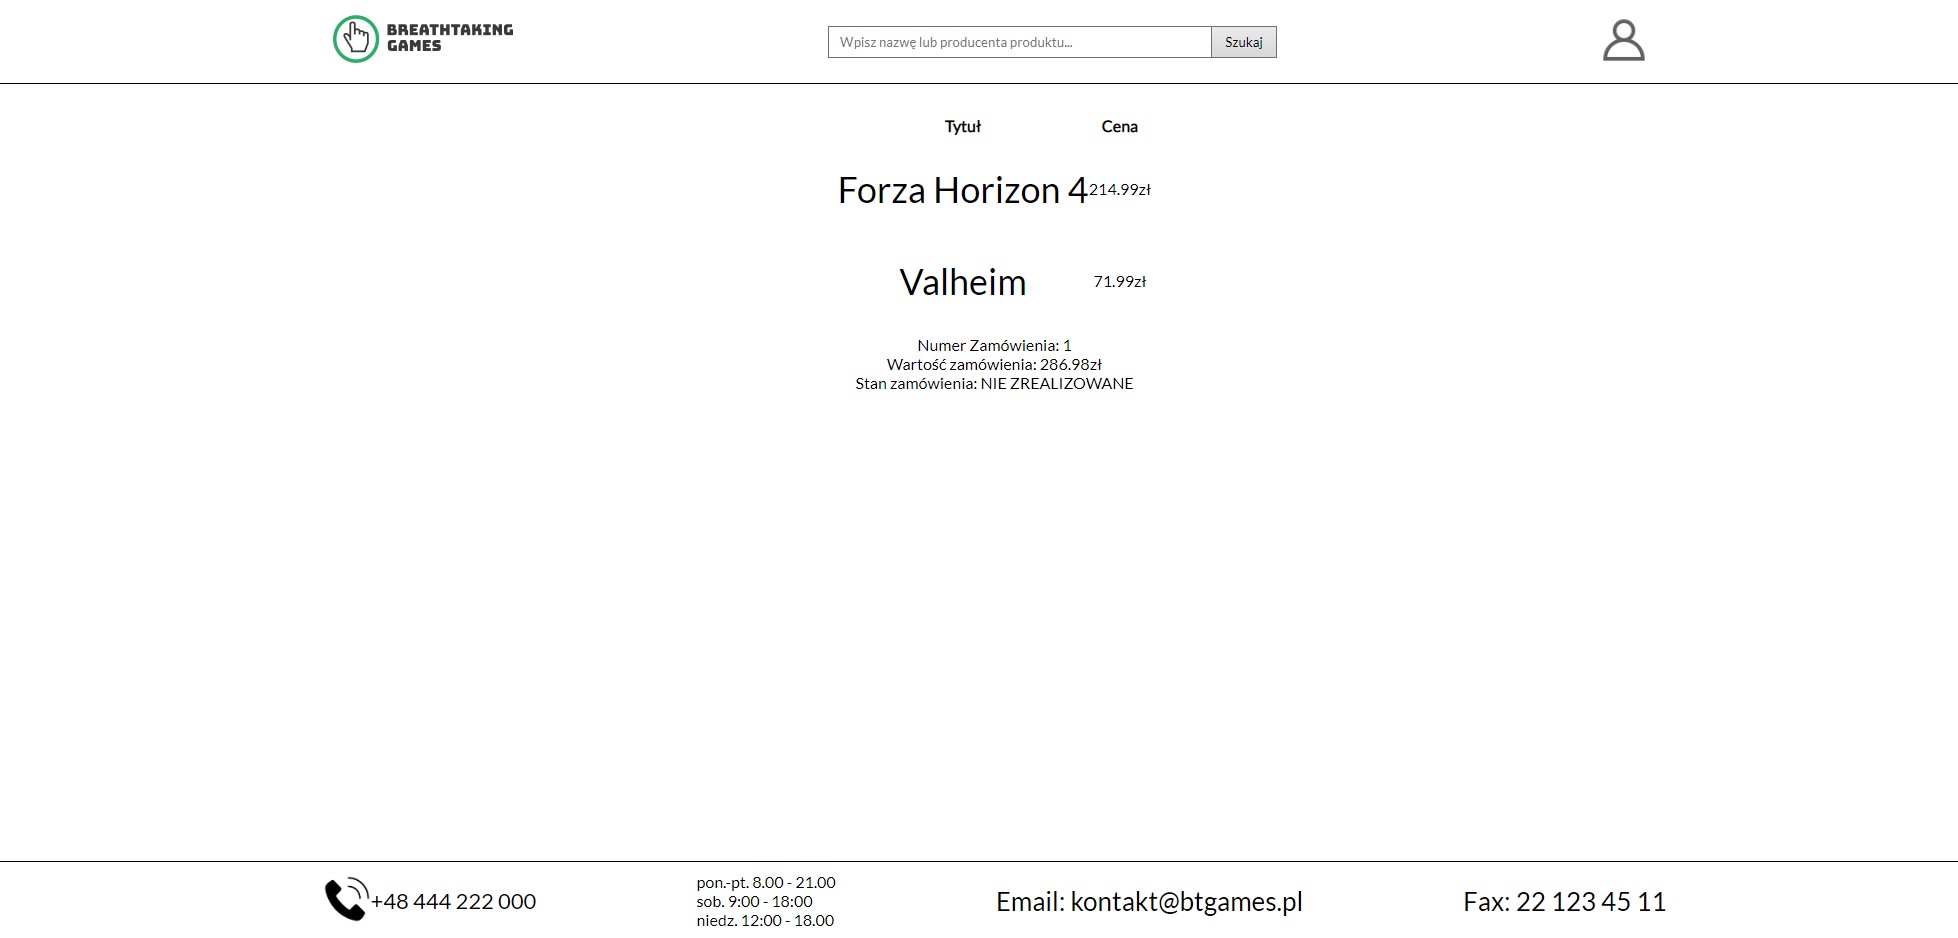 BREATHTAKING
GAMES
Wpisz nazwę lub producenta produktu...
Szukaj
Tytuł Cena
Forza Horizon 4 214.99zł
Valheim 71.99zł
Numer Zamówienia: 1
Wartość zamówienia: 286.98zł
Stan zamówienia: NIE ZREALIZOWANE
+48 444 222 000
pon.-pt. 8.00 - 21.00
sob. 9:00 - 18:00
niedz. 12:00 - 18.00
Email: kontakt@btgames.pl
Fax: 22 123 45 11